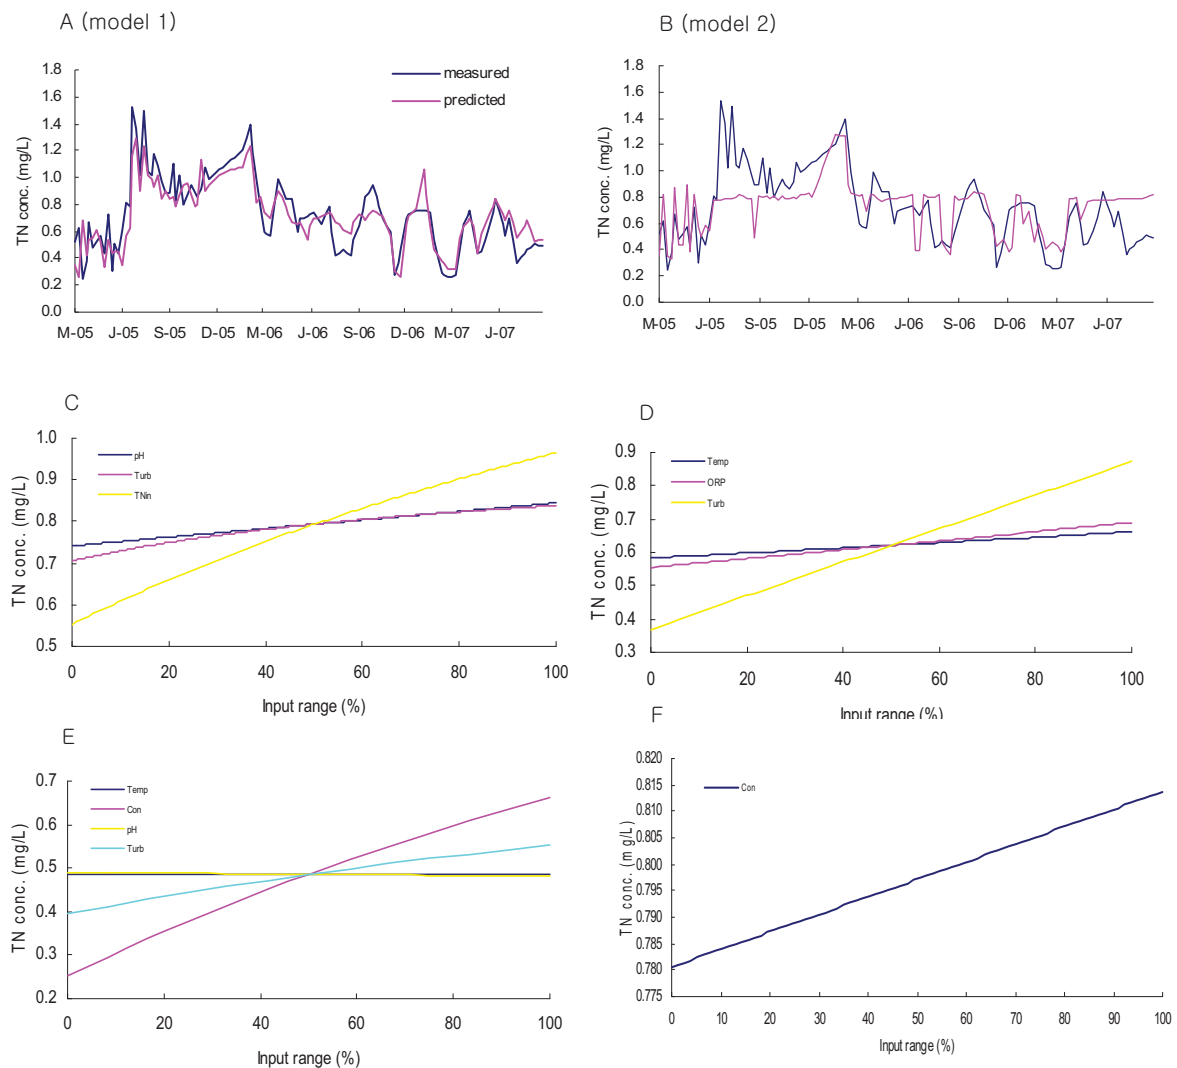 A (model 1)
TN conc. (mg/L)
1.8
1.6
1.4
1.2
1.0
0.8
0.6
0.4
0.2
0.0
measured
predicted
M-05 J-05 S-05 D-05 M-06 J-06 S-06 D-06 M-07 J-07
B (model 2)
TN conc. (mg/L)
1.8
1.6
1.4
1.2
1.0
0.8
0.6
0.4
0.2
0.0
M-05 J-05 S-05 D-05 M-06 J-06 S-06 D-06 M-07 J-07
C
TN conc. (mg/L)
1.0
0.9
0.8
0.7
0.6
0.5
pH
Turb
TNin
0 20 40 60 80 100
Input range (%)
D
TN conc. (mg/L)
0.9
0.8
0.7
0.6
0.5
0.4
0.3
Temp
ORP
Turb
0 20 40 60 80 100
Input range (%)
E
TN conc. (mg/L)
0.7
0.6
0.5
0.4
0.3
0.2
Temp
Con
pH
Turb
0 20 40 60 80 100
Input range (%)
F
TN conc. (mg/L)
0.820
0.815
0.810
0.805
0.800
0.795
0.790
0.785
0.780
0.775
Con
0 10 20 30 40 50 60 70 80 90 100
Input range (%)